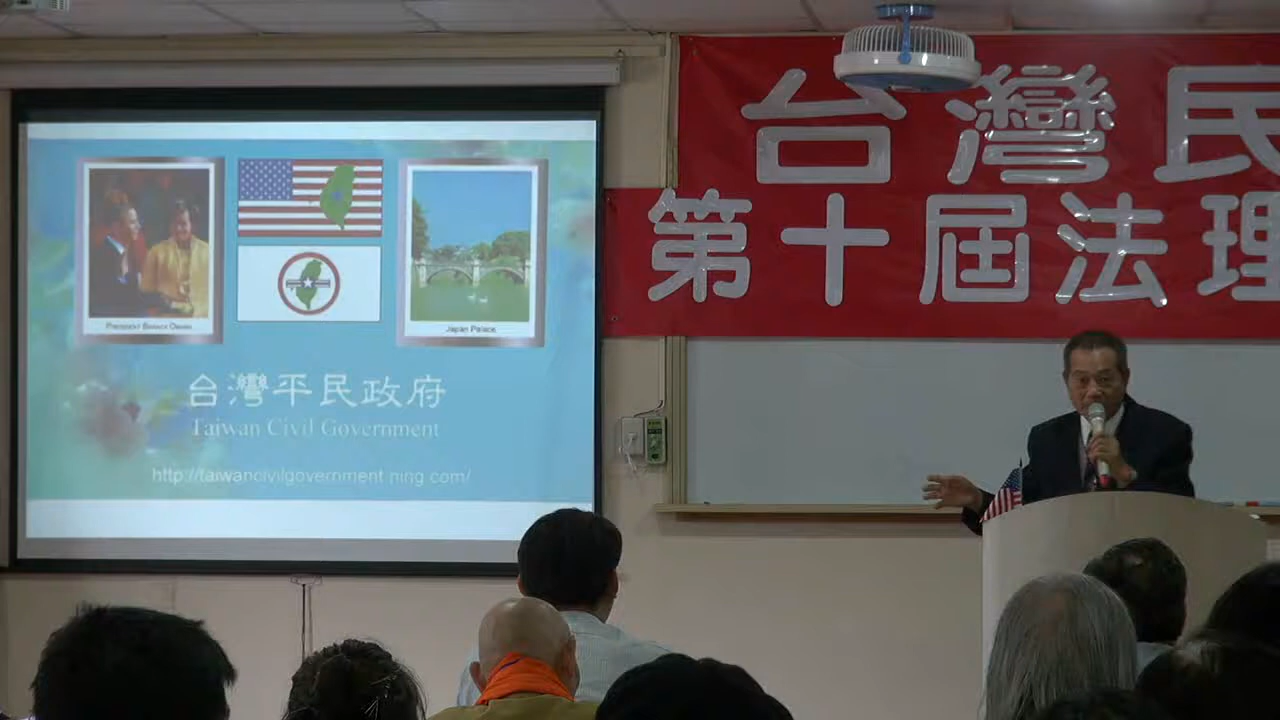 President Barack Obama
Japan Palace
台灣平民政府
Taiwan Civil Government
http://taiwancivilgovernment.ning.com/
台灣民
第十屆法理